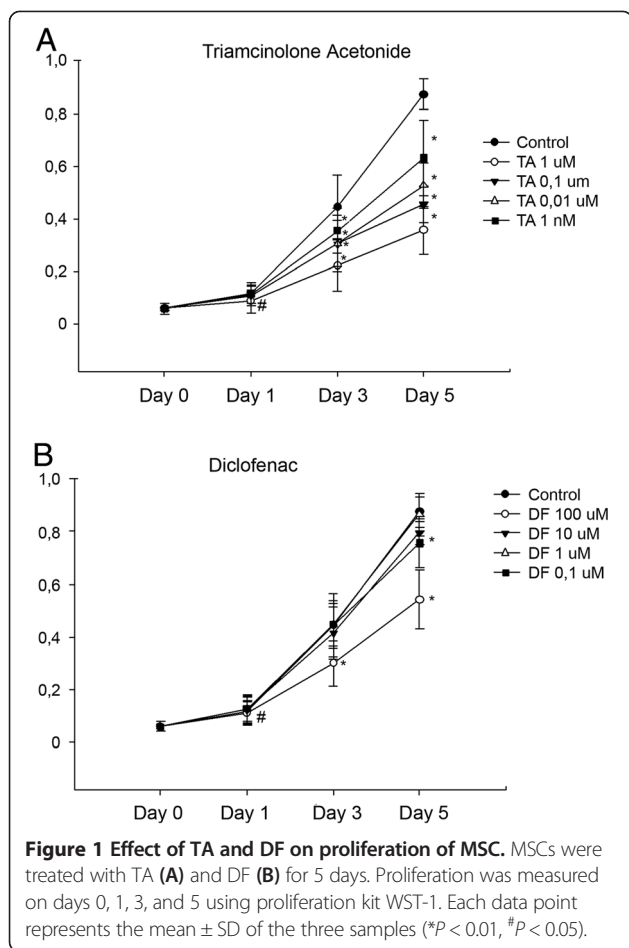 A
Triamcinolone Acetonide
1,0
0,8
0,6
0,4
0,2
0
*
*
*
*
*
*
*
*
#
Control
TA 1 uM
TA 0,1 um
TA 0,01 uM
TA 1 nM
Day 0 Day 1 Day 3 Day 5
B
Diclofenac
1,0
0,8
0,6
0,4
0,2
0
*
*
*
#
Control
DF 100 uM
DF 10 uM
DF 1 uM
DF 0,1 uM
Day 0 Day 1 Day 3 Day 5
Figure 1 Effect of TA and DF on proliferation of MSC. MSCs were
treated with TA (A) and DF (B) for 5 days. Proliferation was measured
on days 0, 1, 3, and 5 using proliferation kit WST-1. Each data point
represents the mean ± SD of the three samples (*P < 0.01, #P < 0.05).